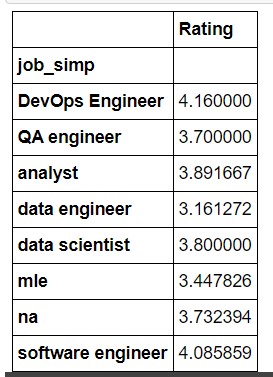 Rating
job_simp
DevOps Engineer 4.160000
QA engineer 3.700000
analyst 3.891667
data engineer 3.161272
data scientist 3.800000
mle 3.447826
na 3.732394
software engineer 4.085859